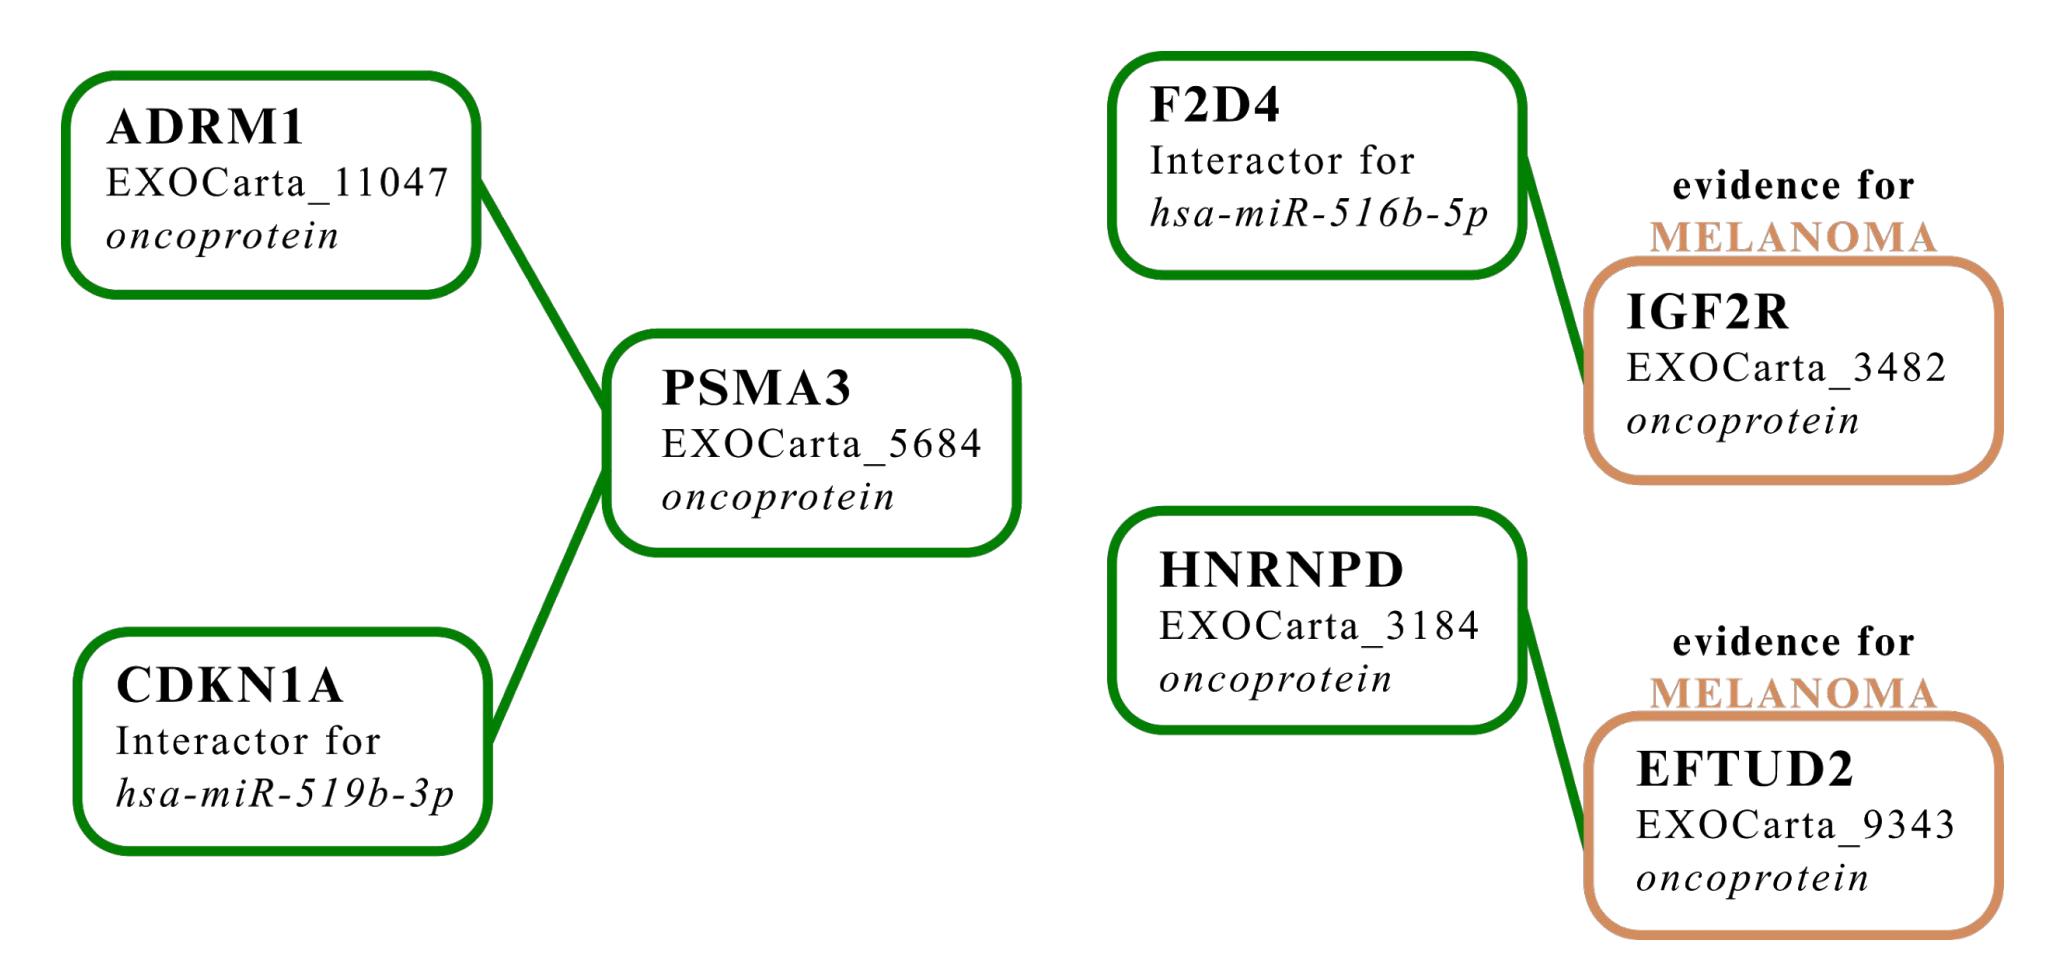 ADRM1
EXOCarta_11047
oncoprotein
PSMA3
EXOCarta_5684
oncoprotein
CDKN1A
Interactor for
hsa-miR-519b-3p
F2D4
Interactor for
hsa-miR-516b-5p
evidence for
MELANOMA
IGF2R
EXOCarta_3482
oncoprotein
HNRNPD
EXOCarta_3184
oncoprotein
evidence for
MELANOMA
EFTUD2
EXOCarta_9343
oncoprotein